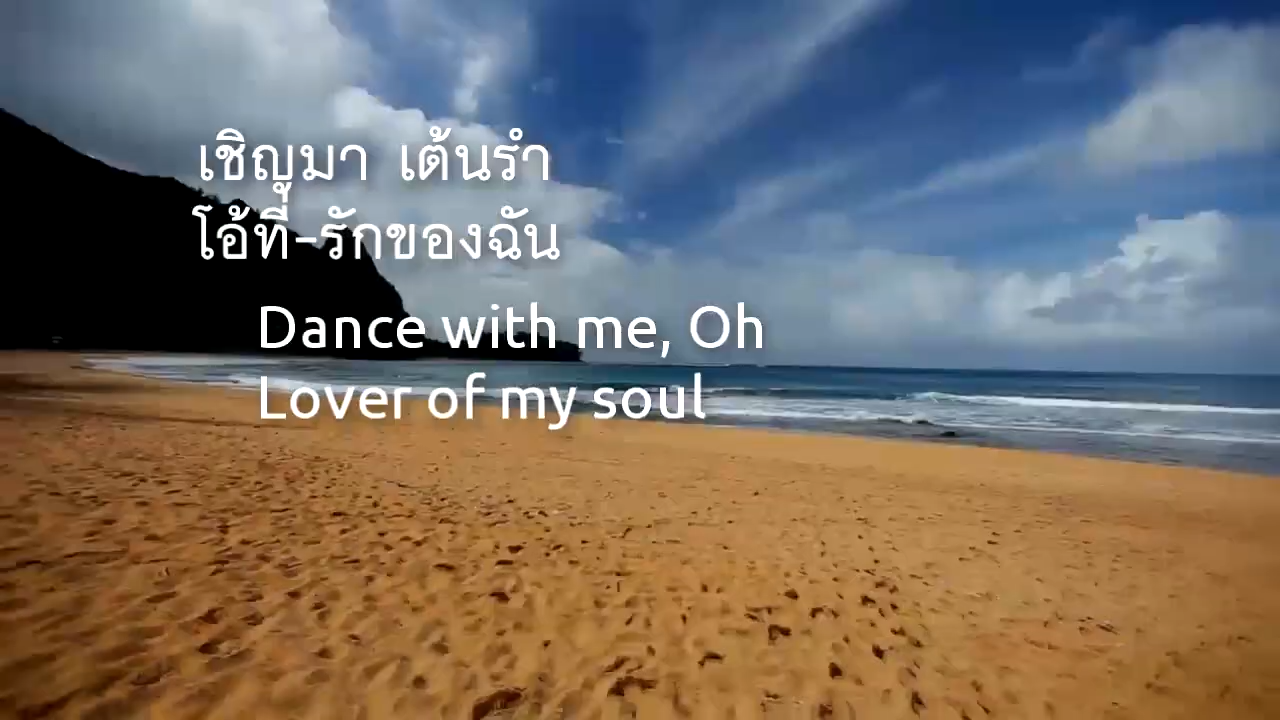 เชิญมา เต้นรำ
โอ้ที่-รักของฉัน
Dance with me, Oh
Lover of my soul